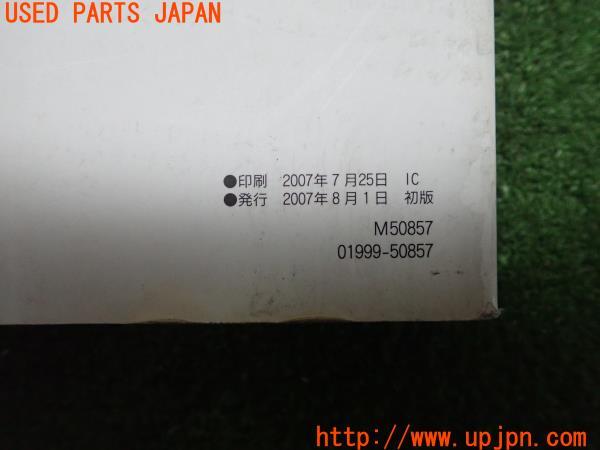 USED PARTS JAPAN
●印刷 2007年7月25日 IC
●発行 2007年8月1日 初版
M50857
01999-50857
http://www.upjpn.com/